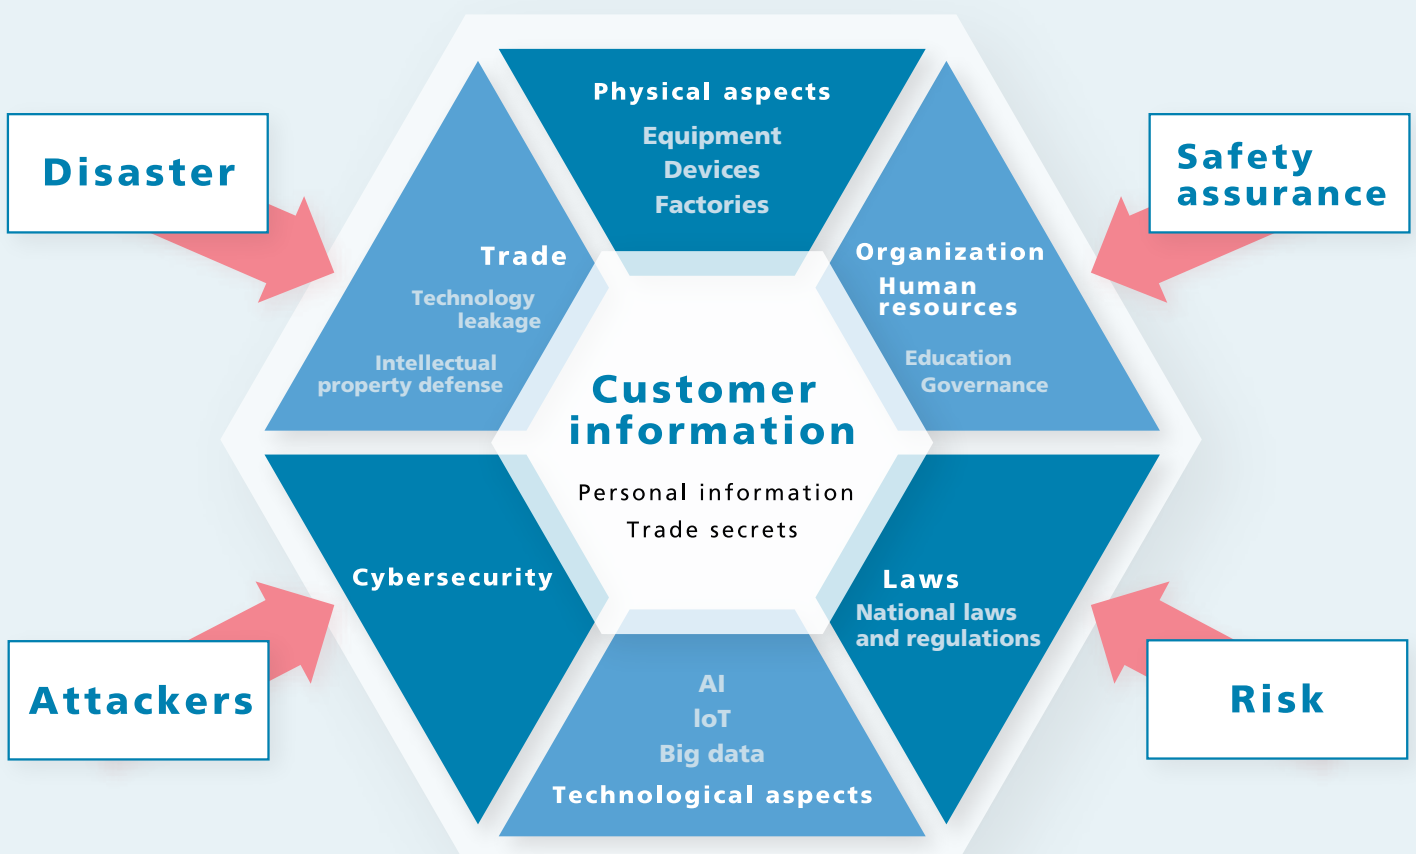 Physical aspects
Equipment
Devices
Factories
Disaster
Safety
assurance
Trade
Technology
leakage
Intellectual
property defense
Organization
Human
resources
Education
Governance
Customer
information
Personal information
Trade secrets
Cybersecurity
Laws
National laws
and regulations
Attackers
Risk
AI
IoT
Big data
Technological aspects